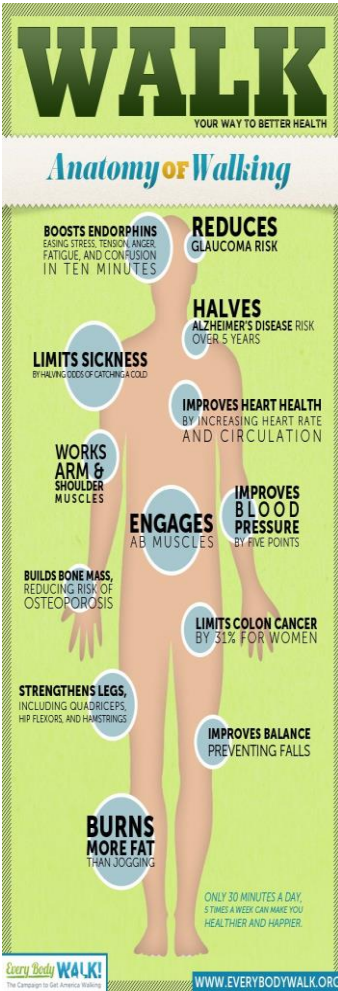 WALK
YOUR WAY TO BETTER HEALTH
Anatomy OF Walking
BOOSTS ENDORPHINS
EASING STRESS, TENSION, ANGER,
FATIGUE, AND CONFUSION
IN TEN MINUTES
REDUCES
GLAUCOMA RISK
HALVES
ALZHEIMER'S DISEASE RISK
OVER 5 YEARS
LIMITS SICKNESS
BY HALVING ODDS OF CATCHING A COLD
IMPROVES HEART HEALTH
BY INCREASING HEART RATE
AND CIRCULATION
WORKS
ARM &
SHOULDER
MUSCLES
ENGAGES
AB MUSCLES
IMPROVES
BLOOD
PRESSURE
BY FIVE POINTS
BUILDS BONE MASS,
REDUCING RISK OF
OSTEOPOROSIS
LIMITS COLON CANCER
BY 31% FOR WOMEN
STRENGTHENS LEGS,
INCLUDING QUADRICEPS,
HIP FLEXORS, AND HAMSTRINGS
IMPROVES BALANCE
PREVENTING FALLS
BURNS
MORE FAT
THAN JOGGING
ONLY 30 MINUTES A DAY,
5 TIMES A WEEK CAN MAKE YOU
HEALTHIER AND HAPPIER.
Every Body WALK!
The Campaign to Get America Walking
WWW.EVERYBODYWALK.ORG